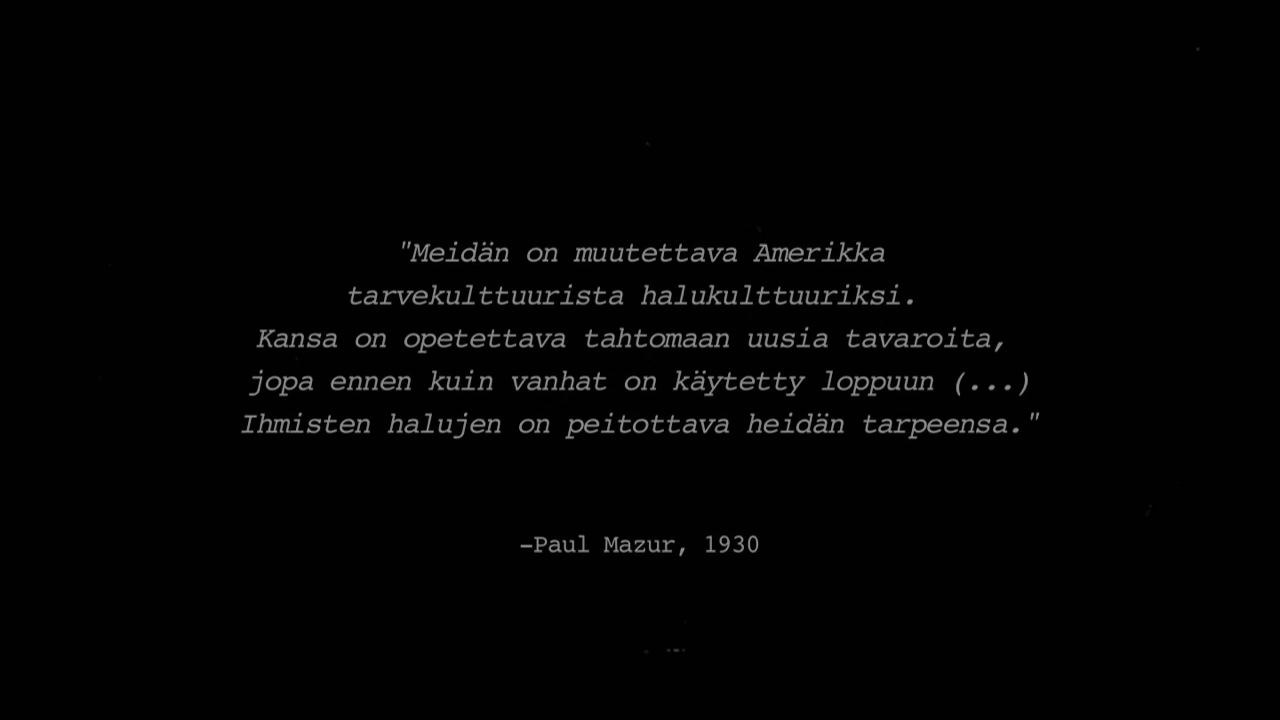 "Meidän on muutettava Amerikka
tarvekulttuurista halukulttuuriksi.
Kansa on opetettava tahtomaan uusia tavaroita,
jopa ennen kuin vanhat on käytetty loppuun (...)
Ihmisten halujen on peitottava heidän tarpeensa."
–Paul Mazur, 1930